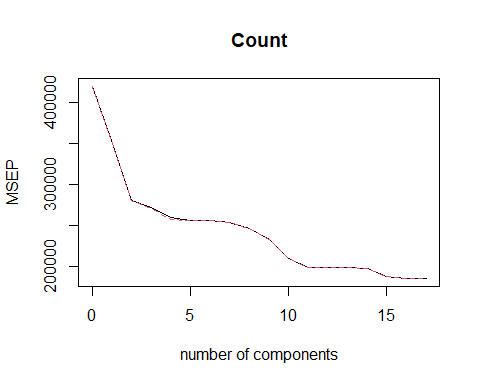 Count
MSEP
400000
300000
200000
0 5 10 15
number of components